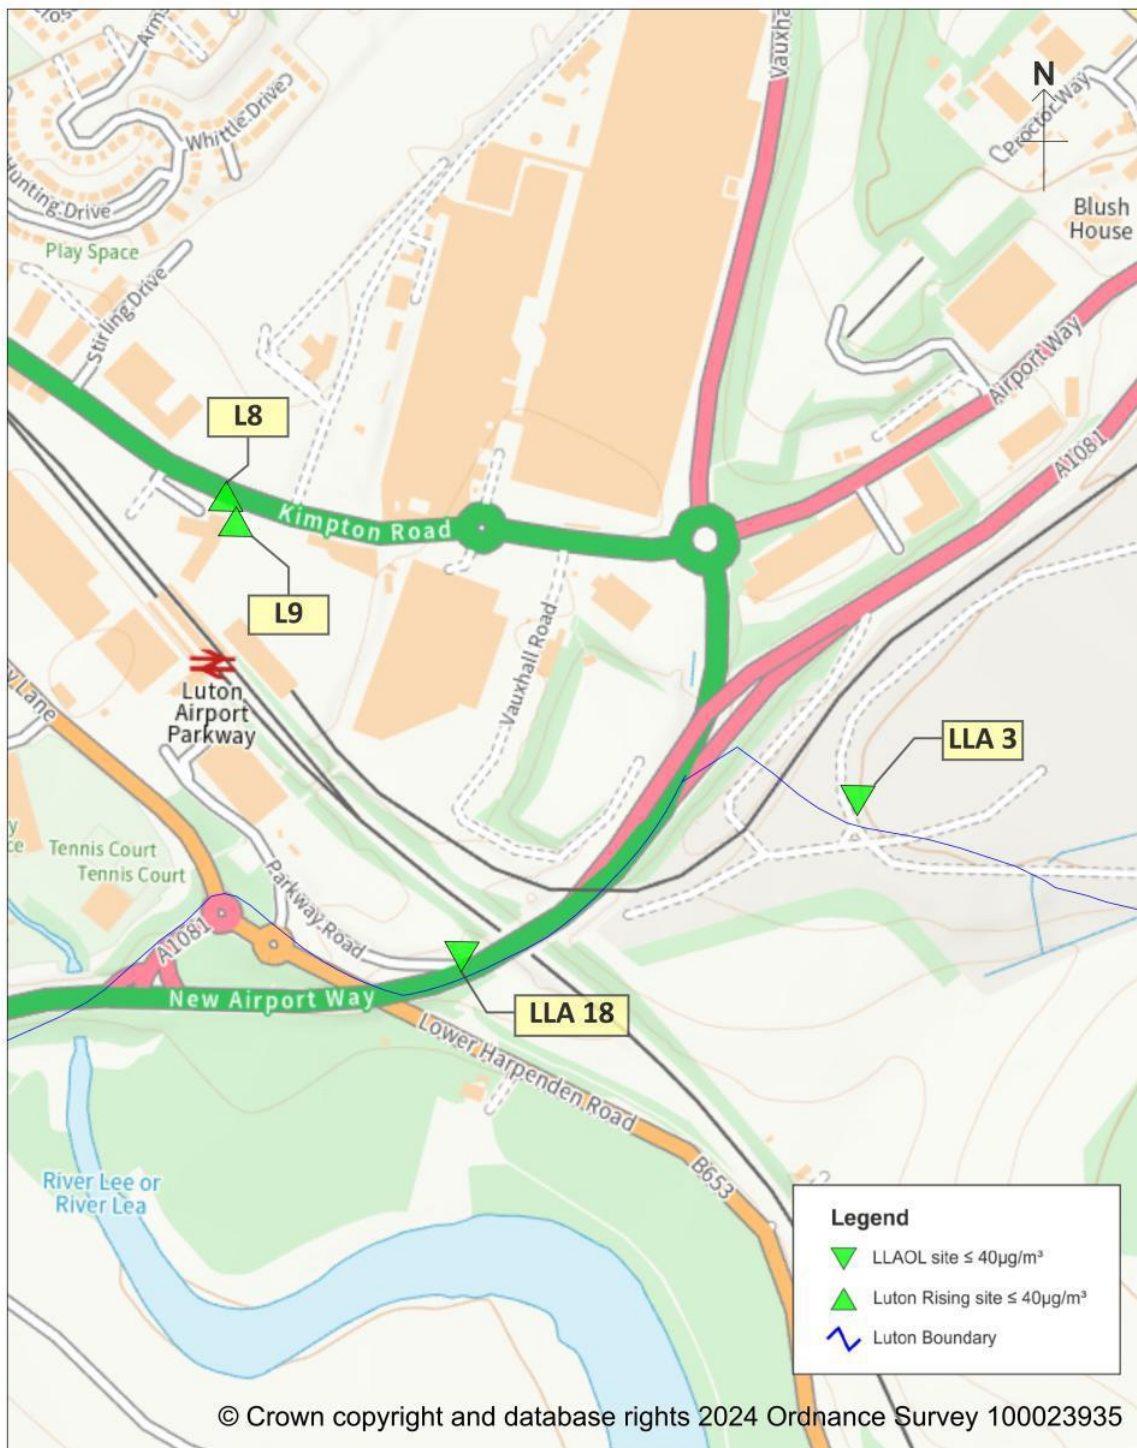 Arms
Whittle Drive
Hunting Drive
Play Space
Stirling Drive
Vauxha
N
Proctor Way
Blush
House
Airport Way
A1081
L8
Kimpton Road
L9
Luton
Airport
Parkway
Vauxhall Road
y Lane
LLA 3
Tennis Court
Tennis Court
Parkway Road
A1081
New Airport Way
LLA 18
Lower Harpenden Road
B653
River Lee or
River Lea
Legend
LLAOL site ≤ 40µg/m³
Luton Rising site ≤ 40µg/m³
Luton Boundary
© Crown copyright and database rights 2024 Ordnance Survey 100023935